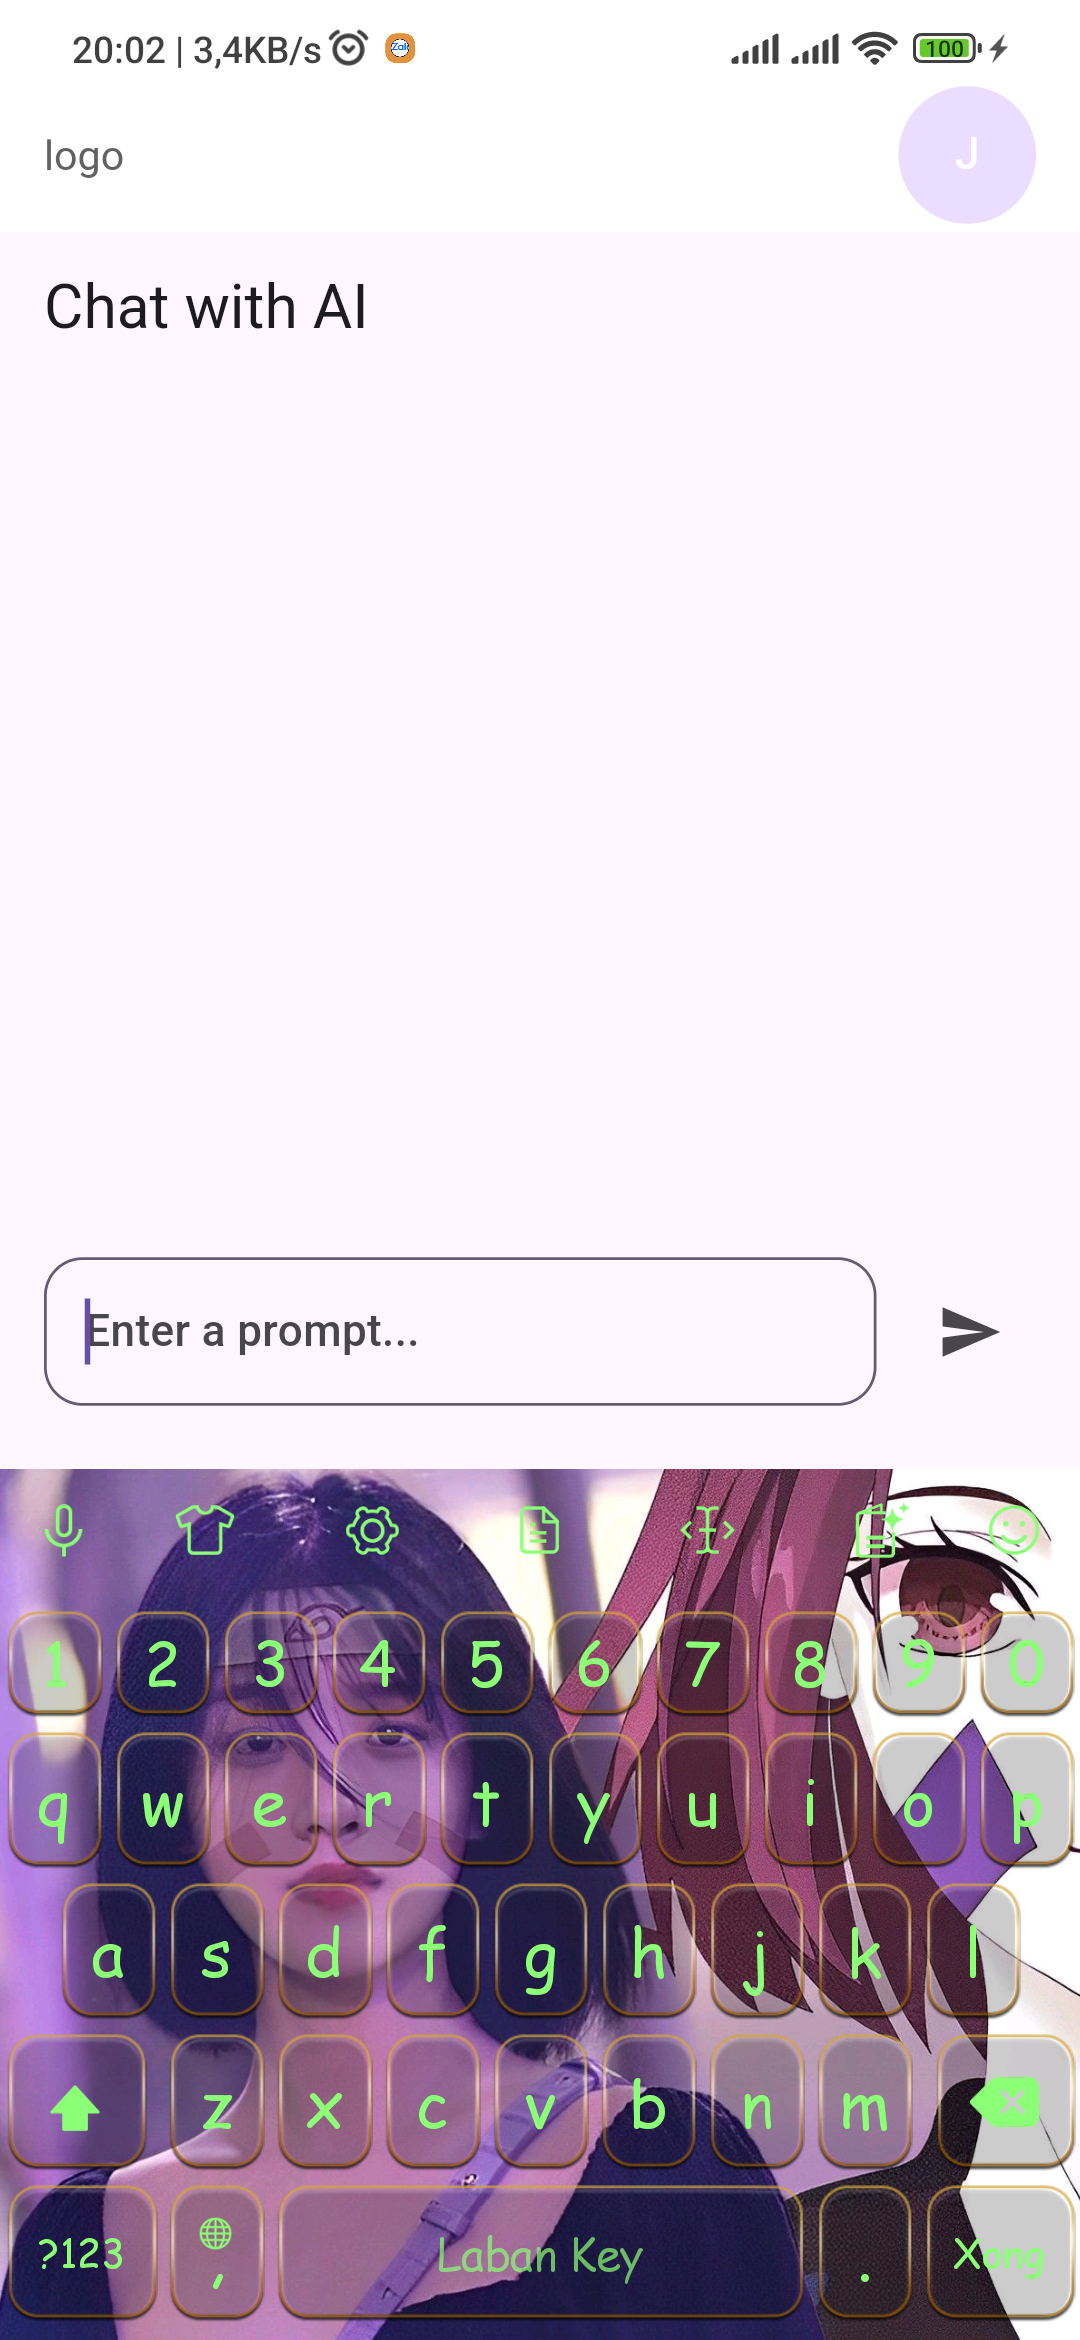 20:02 | 3,4KB/s Zalo 100
logo J
Chat with AI
Enter a prompt...
1 2 3 4 5 6 7 8 9 0
q w e r t y u i o p
a s d f g h j k l
z x c v b n m
?123 , Laban Key . Xong